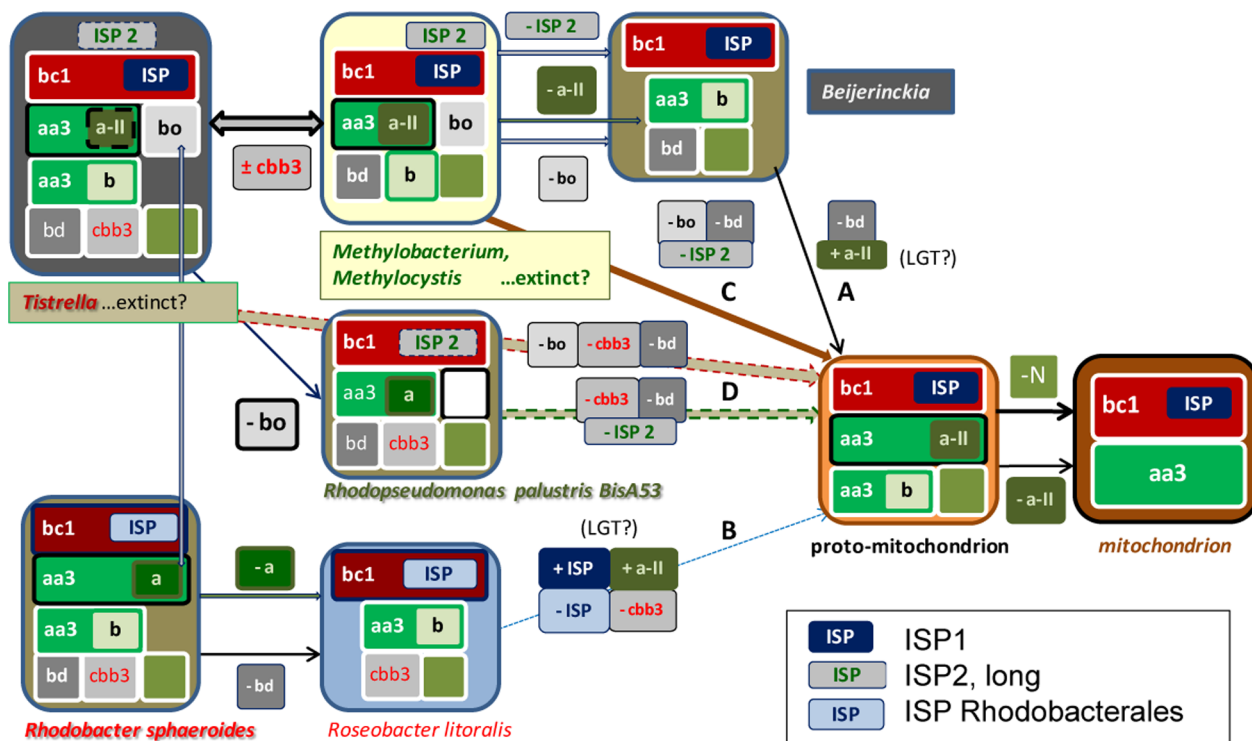 ISP 2
bc1 ISP
aa3 a-II bo
aa3 b
bd cbb3
± cbb3
ISP 2
bc1 ISP
aa3 a-II bo
bd b
- ISP 2
- a-II
- bo
bc1 ISP
aa3 b
bd
Beijerinckia
Methylobacterium,
Methylocystis ...extinct?
- bo - bd
- ISP 2
C
- bd
+ a-II (LGT?)
A
Tistrella ...extinct?
- bo
ISP 2
bc1
aa3 a
bd cbb3
Rhodopseudomonas palustris BisA53
- bo - cbb3 - bd
D
- cbb3 - bd
- ISP 2
bc1 ISP
aa3 a-II
aa3 b
proto-mitochondrion
-N
- a-II
bc1 ISP
aa3
mitochondrion
bc1 ISP
aa3 a
aa3 b
bd cbb3
Rhodobacter sphaeroides
- a
- bd
bc1 ISP
aa3 b
cbb3
Roseobacter litoralis
(LGT?)
+ ISP + a-II
- ISP - cbb3
B
ISP ISP1
ISP ISP2, long
ISP ISP Rhodobacterales